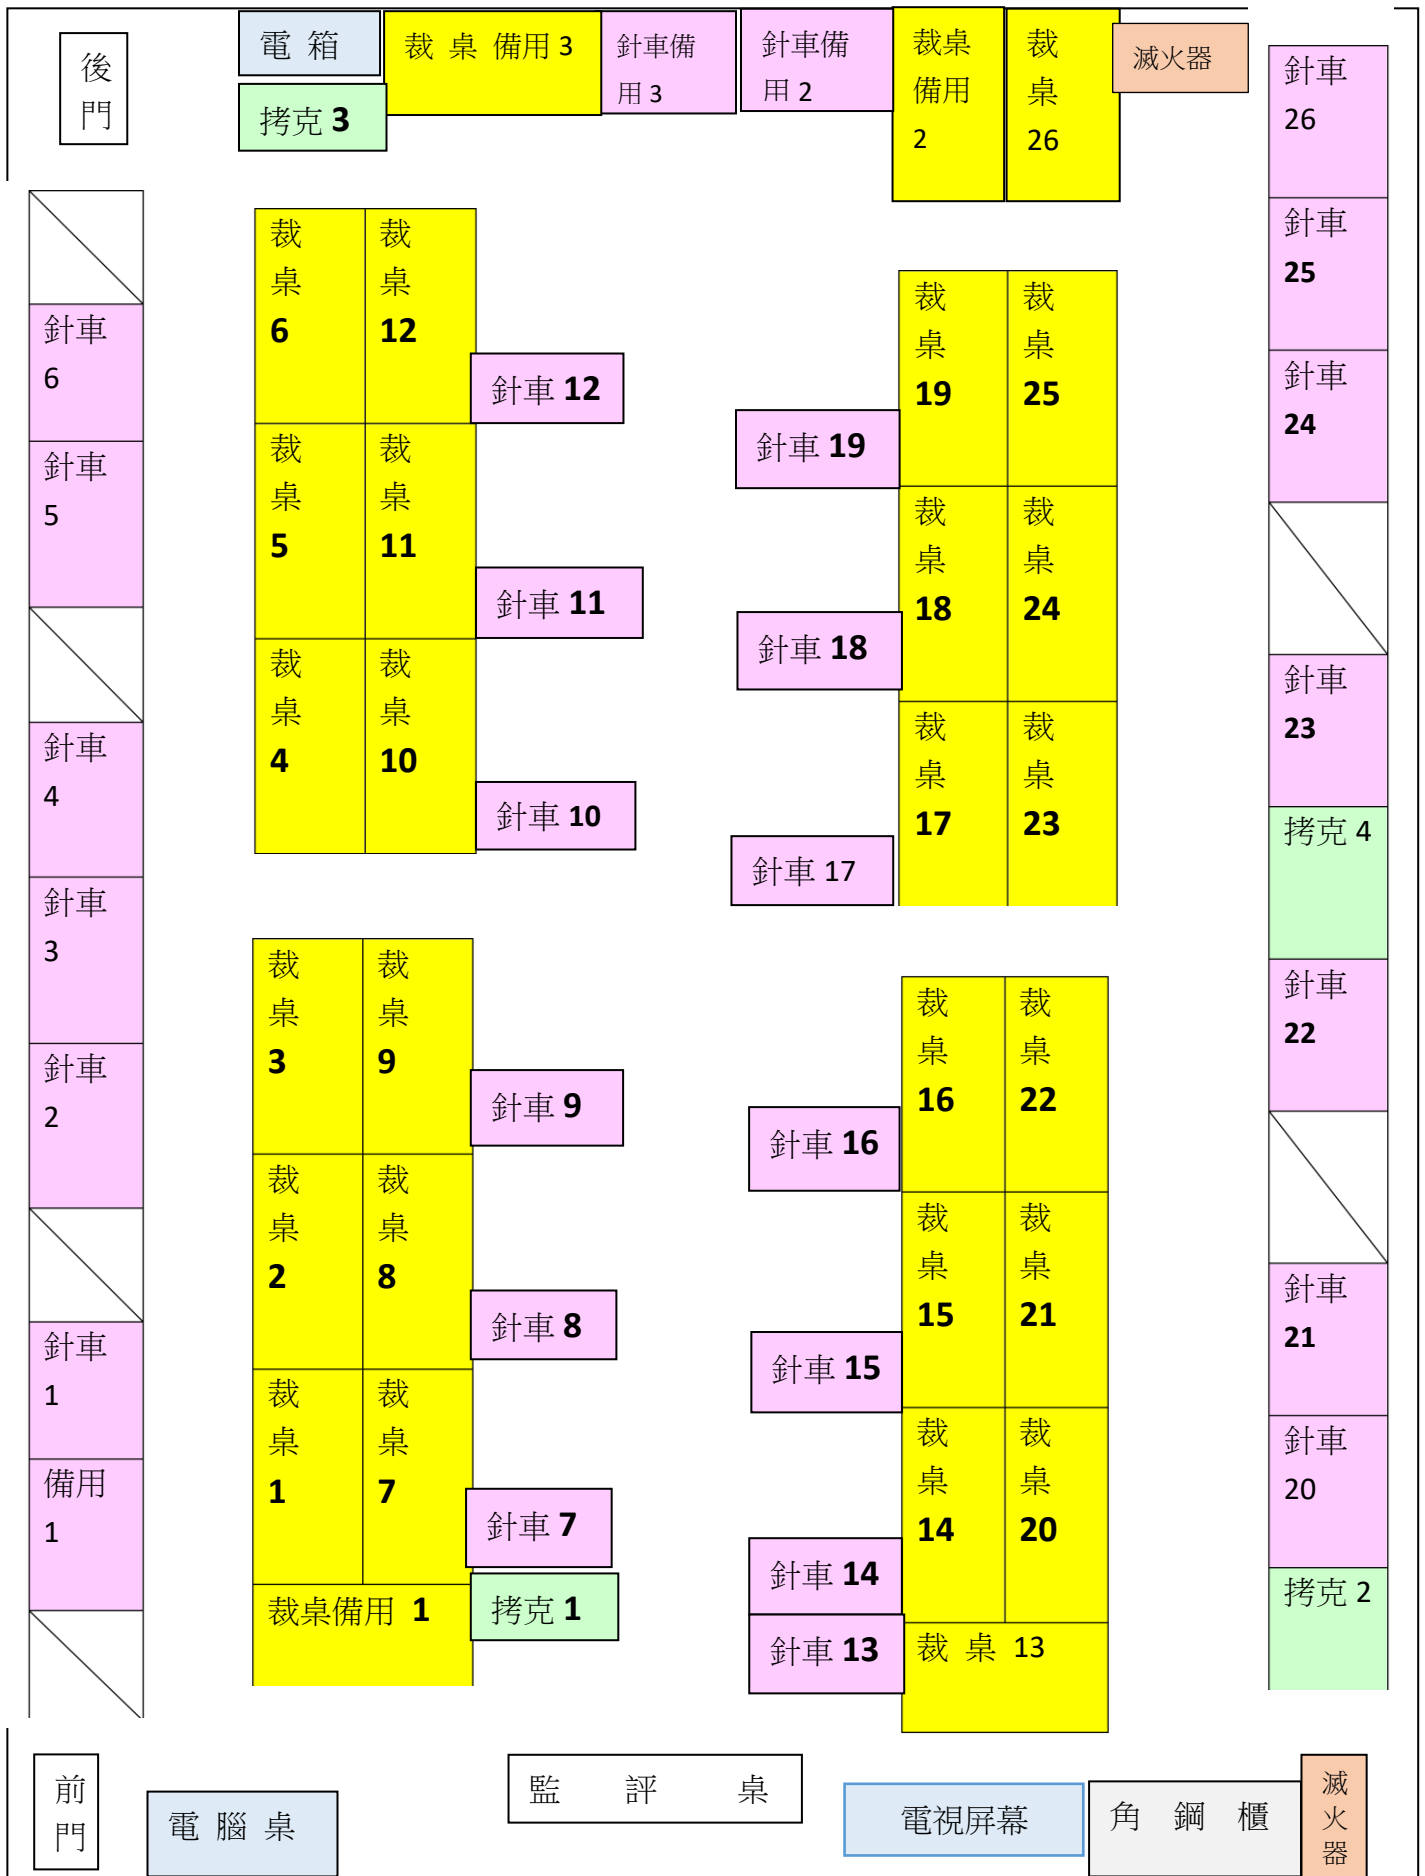 後
門
電 箱
拷克 3
裁 桌 備用 3
針車備
用 3
針車備
用 2
裁桌
備用
2
裁
桌
26
滅火器
針車
6
針車
5
針車
4
針車
3
針車
2
針車
1
備用
1
裁
桌
6
裁
桌
12
針車 12
裁
桌
5
裁
桌
11
針車 11
裁
桌
4
裁
桌
10
針車 10
裁
桌
3
裁
桌
9
針車 9
裁
桌
2
裁
桌
8
針車 8
裁
桌
1
裁
桌
7
針車 7
裁桌備用 1
拷克 1
裁
桌
19
裁
桌
25
針車 19
裁
桌
18
裁
桌
24
針車 18
裁
桌
17
裁
桌
23
針車 17
裁
桌
16
裁
桌
22
針車 16
裁
桌
15
裁
桌
21
針車 15
裁
桌
14
裁
桌
20
針車 14
針車 13
裁 桌 13
針車
26
針車
25
針車
24
針車
23
拷克 4
針車
22
針車
21
針車
20
拷克 2
前
門
電 腦 桌
監 評 桌
電視屏幕
角 鋼 櫃
滅
火
器